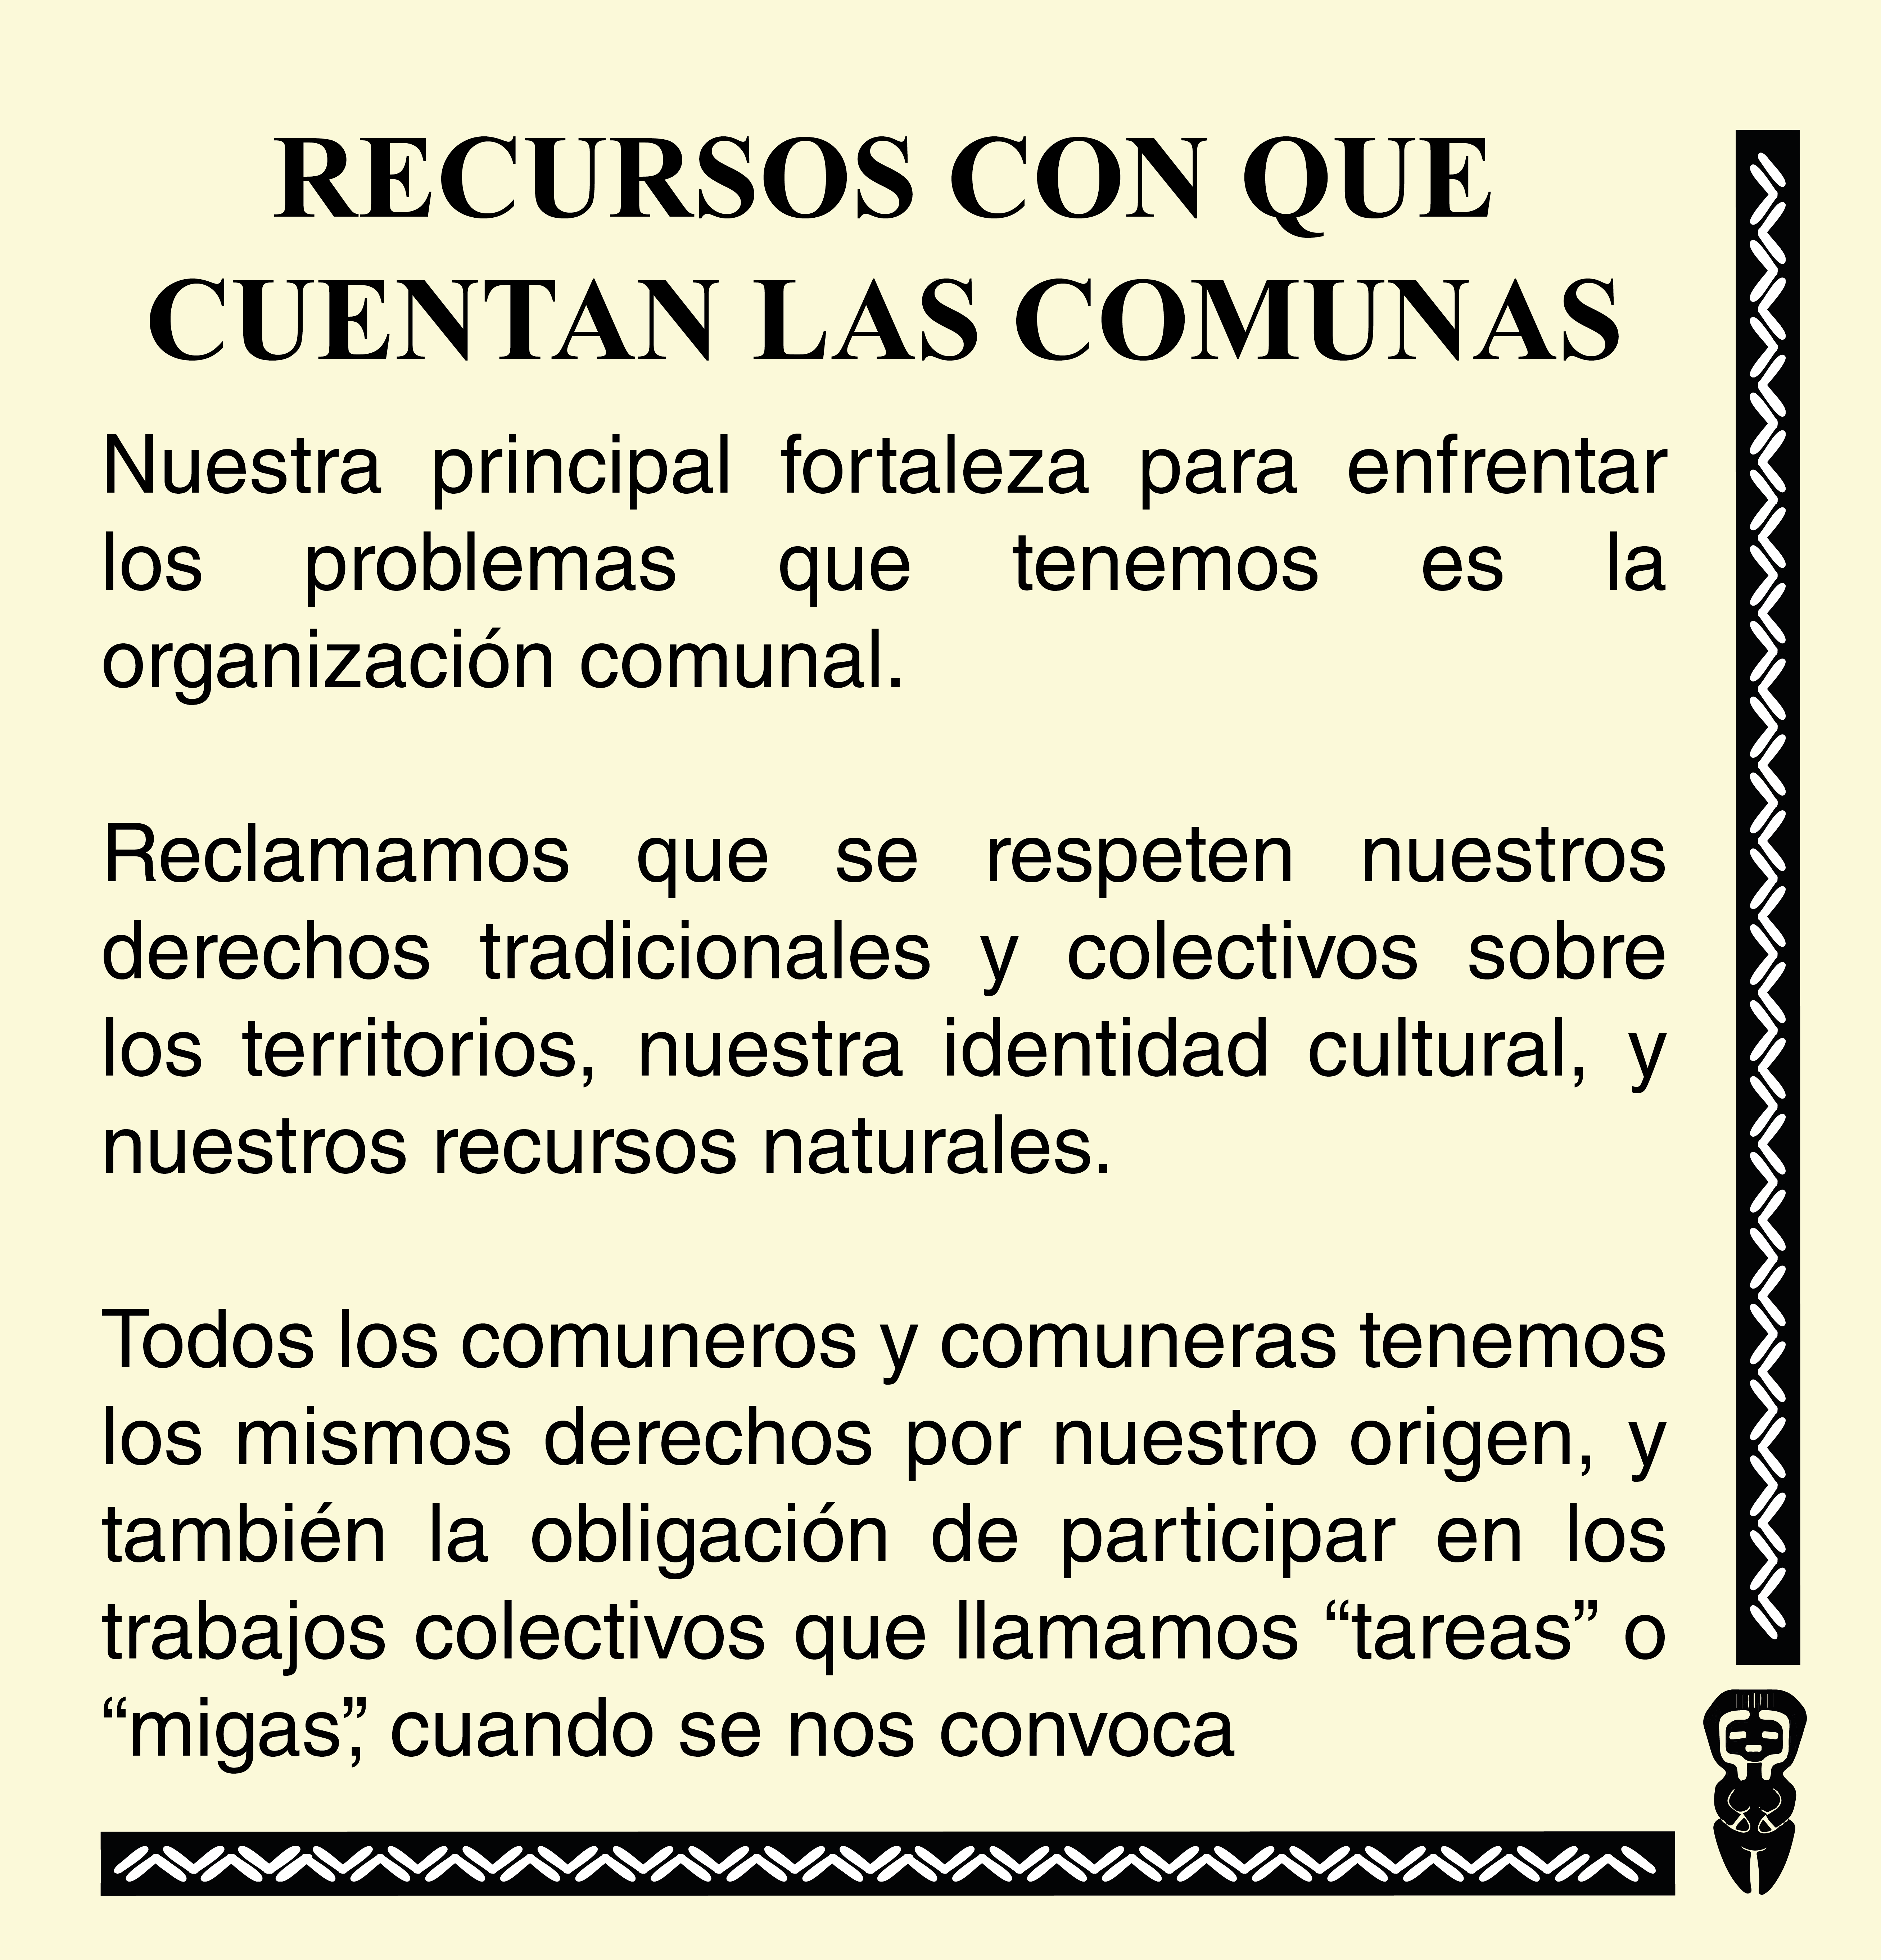 RECURSOS CON QUE
CUENTAN LAS COMUNAS
Nuestra principal fortaleza para enfrentar
los problemas que tenemos es la
organización comunal.
Reclamamos que se respeten nuestros
derechos tradicionales y colectivos sobre
los territorios, nuestra identidad cultural, y
nuestros recursos naturales.
Todos los comuneros y comuneras tenemos
los mismos derechos por nuestro origen, y
también la obligación de participar en los
trabajos colectivos que llamamos “tareas” o
“migas”, cuando se nos convoca